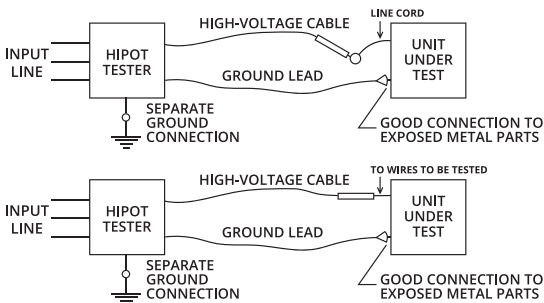 HIGH-VOLTAGE CABLE
LINE CORD
INPUT
LINE
HIPOT
TESTER
UNIT
UNDER
TEST
GROUND LEAD
SEPARATE
GROUND
CONNECTION
GOOD CONNECTION TO
EXPOSED METAL PARTS
HIGH-VOLTAGE CABLE
TO WIRES TO BE TESTED
INPUT
LINE
HIPOT
TESTER
UNIT
UNDER
TEST
GROUND LEAD
SEPARATE
GROUND
CONNECTION
GOOD CONNECTION TO
EXPOSED METAL PARTS